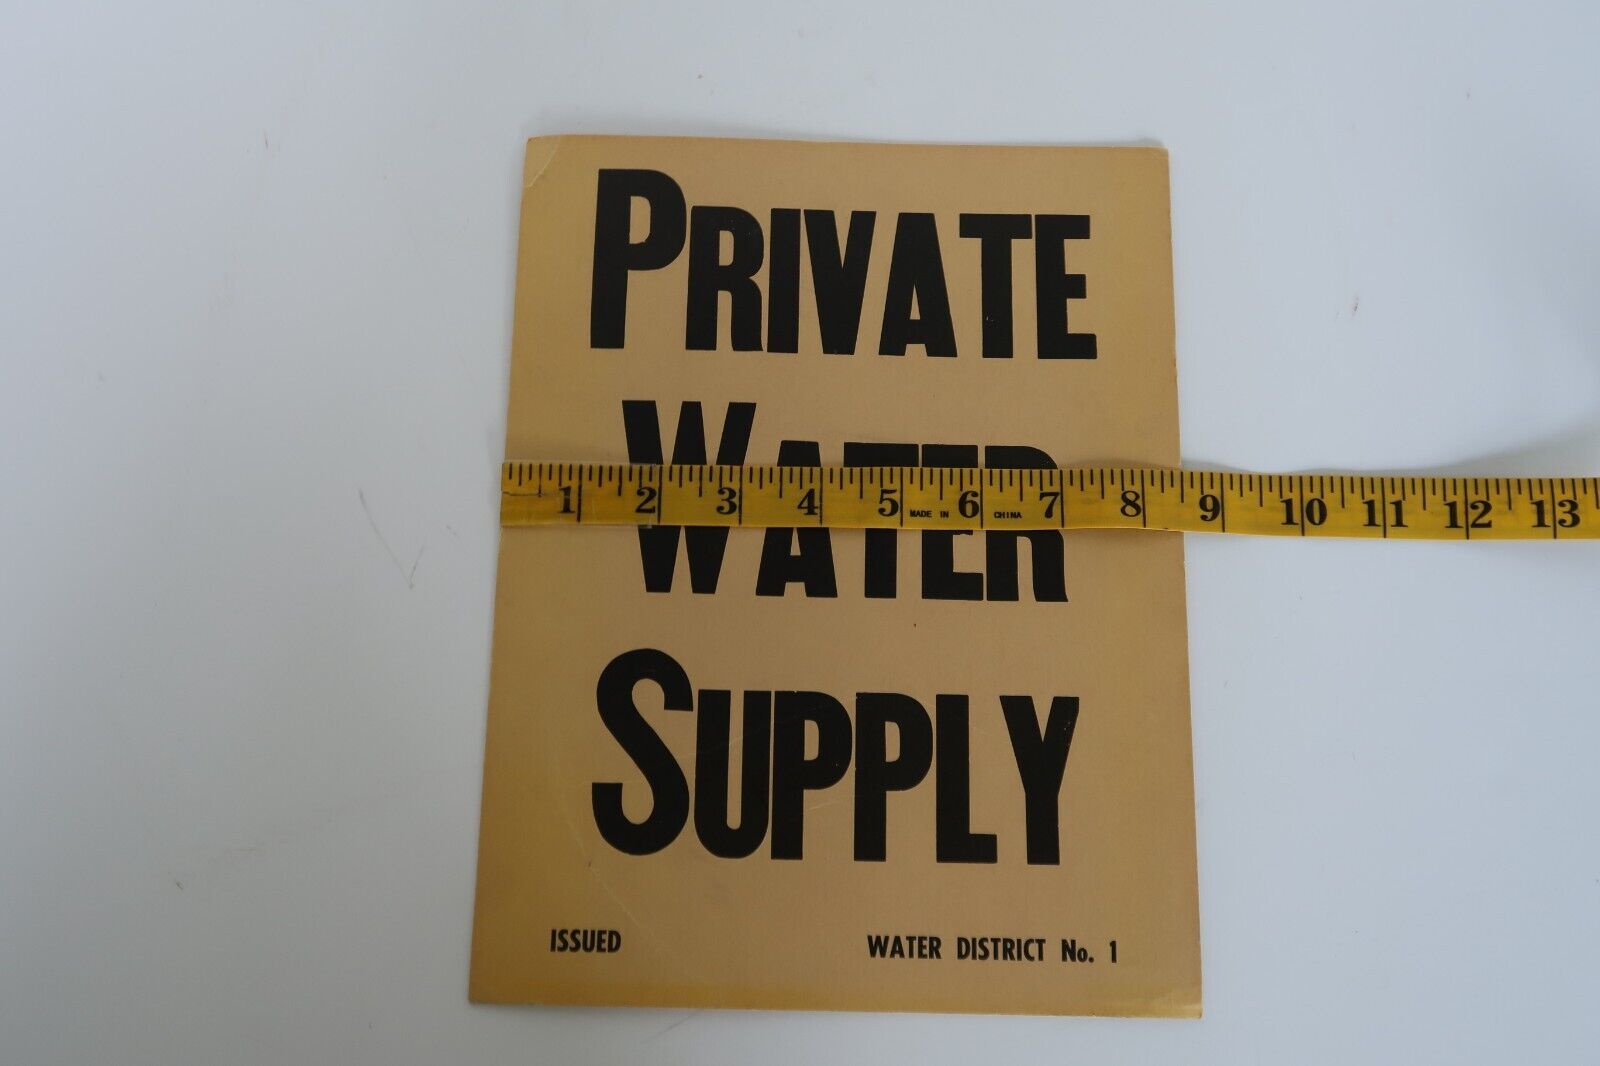 PRIVATE
WATER
1 2 3 4 5 MADE IN 6 CHINA 7 8 9 10 11 12 13
SUPPLY
ISSUED WATER DISTRICT No. 1